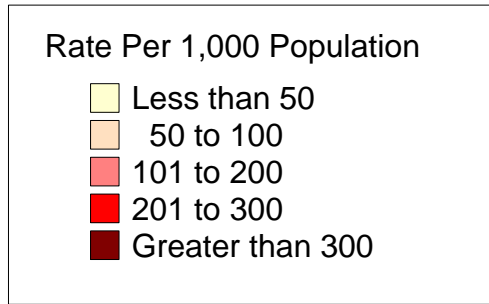 Rate Per 1,000 Population
Less than 50
50 to 100
101 to 200
201 to 300
Greater than 300